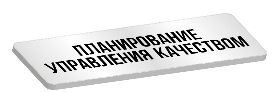 ПЛАНИРОВАНИЕ
УПРАВЛЕНИЯ КАЧЕСТВОМ